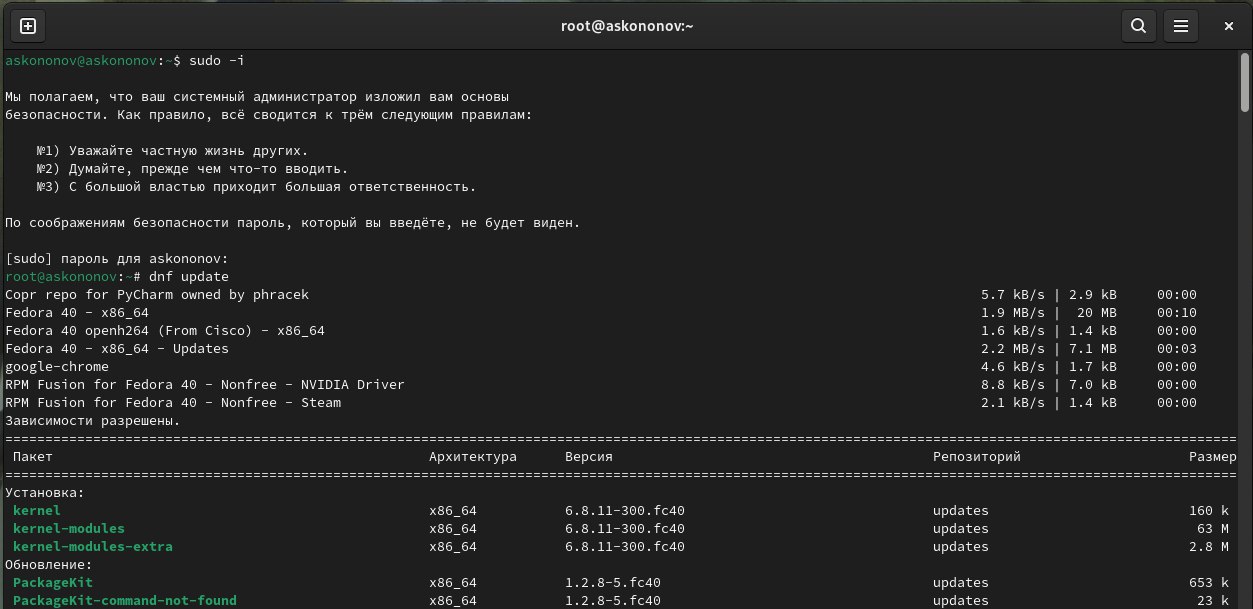 root@askononov:~
askononov@askononov:~$ sudo -i
Мы полагаем, что ваш системный администратор изложил вам основы
безопасности. Как правило, всё сводится к трём следующим правилам:
№1) Уважайте частную жизнь других.
№2) Думайте, прежде чем что-то вводить.
№3) С большой властью приходит большая ответственность.
По соображениям безопасности пароль, который вы введёте, не будет виден.
[sudo] пароль для askononov:
root@askononov:~# dnf update
Copr repo for PyCharm owned by phracek 5.7 kB/s | 2.9 kB 00:00
Fedora 40 - x86_64 1.9 MB/s | 20 MB 00:10
Fedora 40 openh264 (From Cisco) - x86_64 1.6 kB/s | 1.4 kB 00:00
Fedora 40 - x86_64 - Updates 2.2 MB/s | 7.1 MB 00:03
google-chrome 4.6 kB/s | 1.7 kB 00:00
RPM Fusion for Fedora 40 - Nonfree - NVIDIA Driver 8.8 kB/s | 7.0 kB 00:00
RPM Fusion for Fedora 40 - Nonfree - Steam 2.1 kB/s | 1.4 kB 00:00
Зависимости разрешены.
Пакет Архитектура Версия Репозиторий Размер
Установка:
kernel x86_64 6.8.11-300.fc40 updates 160 k
kernel-modules x86_64 6.8.11-300.fc40 updates 63 M
kernel-modules-extra x86_64 6.8.11-300.fc40 updates 2.8 M
Обновление:
PackageKit x86_64 1.2.8-5.fc40 updates 653 k
PackageKit-command-not-found x86_64 1.2.8-5.fc40 updates 23 k